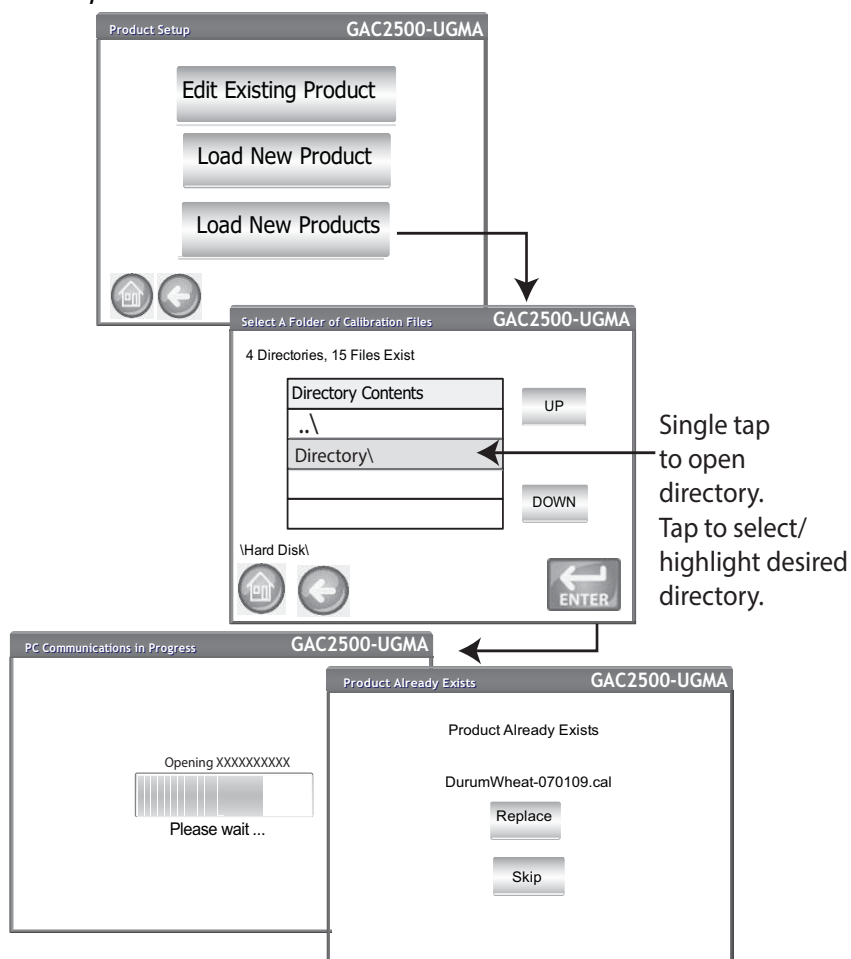 Product Setup GAC2500-UGMA
Edit Existing Product
Load New Product
Load New Products
Select A Folder of Calibration Files GAC2500-UGMA
4 Directories, 15 Files Exist
Directory Contents
..\
Directory\
UP
DOWN
\Hard Disk\
ENTER
Single tap
to open
directory.
Tap to select/
highlight desired
directory.
PC Communications in Progress GAC2500-UGMA
Opening XXXXXXXXXX
Please wait ...
Product Already Exists GAC2500-UGMA
Product Already Exists
DurumWheat-070109.cal
Replace
Skip